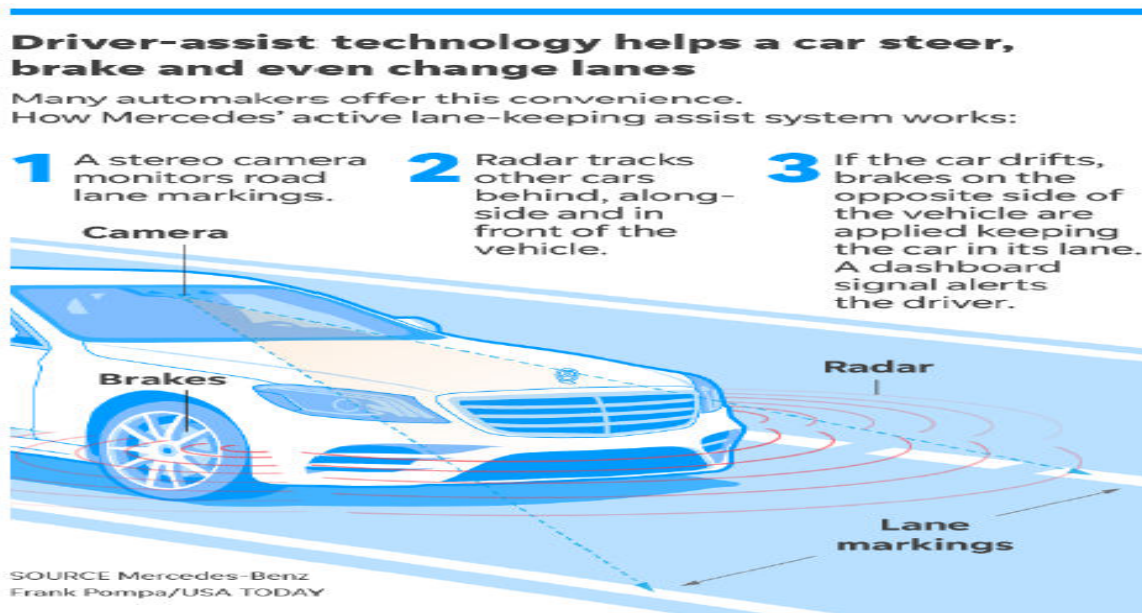 Driver-assist technology helps a car steer,
brake and even change lanes
Many automakers offer this convenience.
How Mercedes’ active lane-keeping assist system works:
1 A stereo camera
monitors road
lane markings.
2 Radar tracks
other cars
behind, along-
side and in
front of the
vehicle.
3 If the car drifts,
brakes on the
opposite side of
the vehicle are
applied keeping
the car in its lane.
A dashboard
signal alerts
the driver.
Camera
Radar
Brakes
Lane
markings
SOURCE Mercedes-Benz
Frank Pompa/USA TODAY